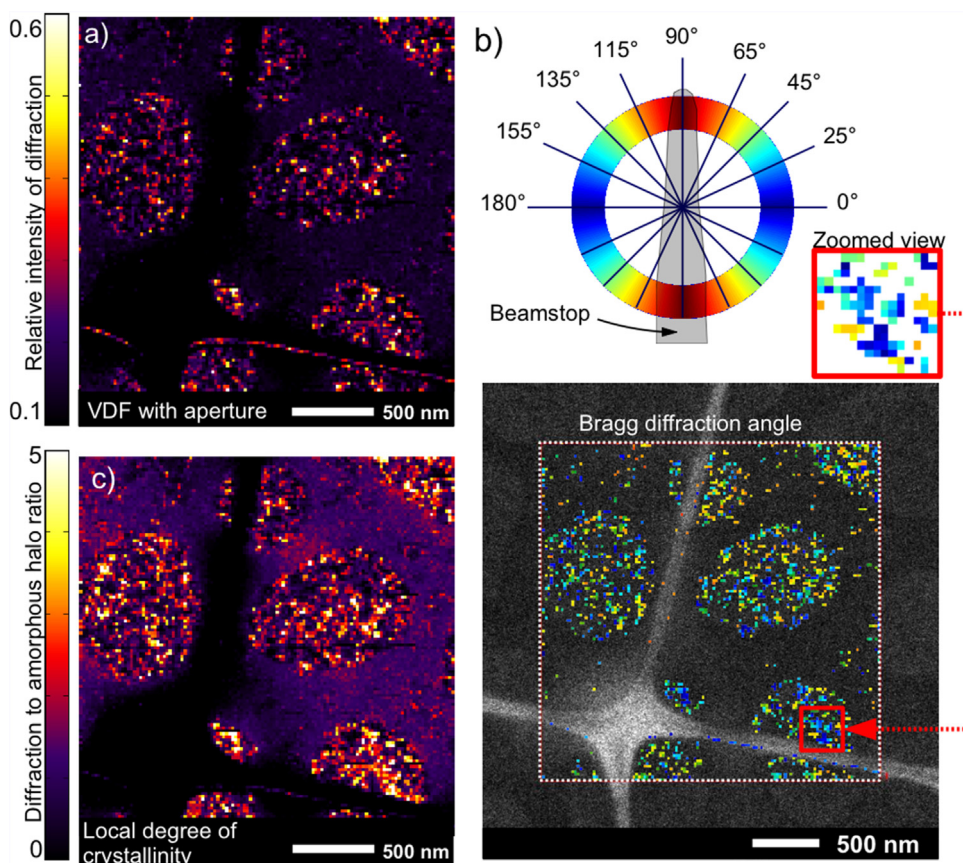 0.6
Relative intensity of diffraction
0.1
a)
VDF with aperture
500 nm
b)
90°
115°
65°
135°
45°
155°
25°
180°
0°
Zoomed view
Beamstop
Bragg diffraction angle
500 nm
5
Diffraction to amorphous halo ratio
0
c)
Local degree of
crystallinity
500 nm